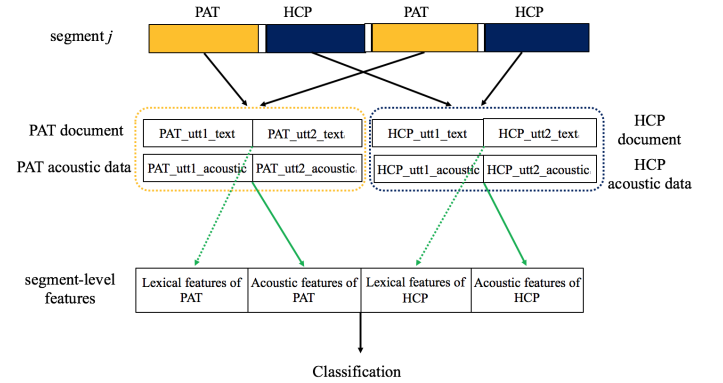 PAT HCP PAT HCP
segment j
PAT document
PAT_utt1_text PAT_utt2_text
HCP_utt1_text HCP_utt2_text
HCP
document
PAT acoustic data
PAT_utt1_acoustic PAT_utt2_acoustic
HCP_utt1_acoustic HCP_utt2_acoustic
HCP
acoustic data
segment-level
features
Lexical features of
PAT
Acoustic features of
PAT
Lexical features of
HCP
Acoustic features of
HCP
Classification